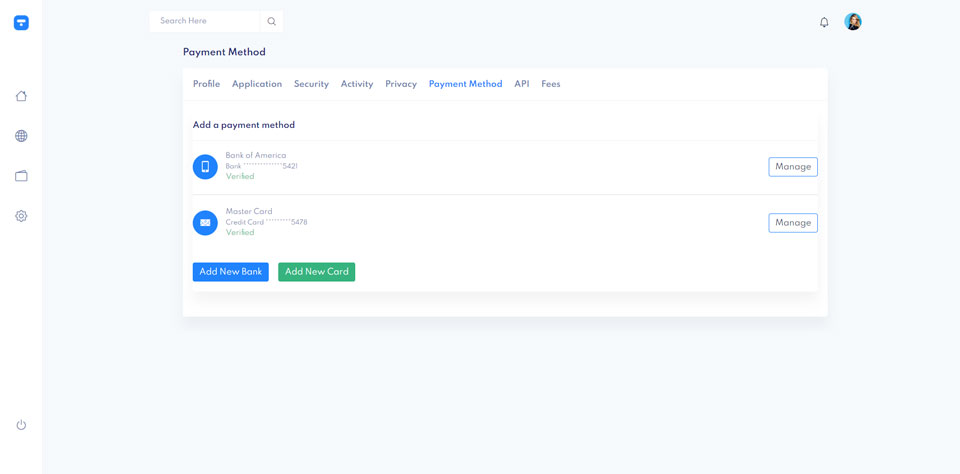 Search Here
Payment Method
Profile Application Security Activity Privacy Payment Method API Fees
Add a payment method
Bank of America
Bank **************5421
Verified
Manage
Master Card
Credit Card *********5478
Verified
Manage
Add New Bank Add New Card